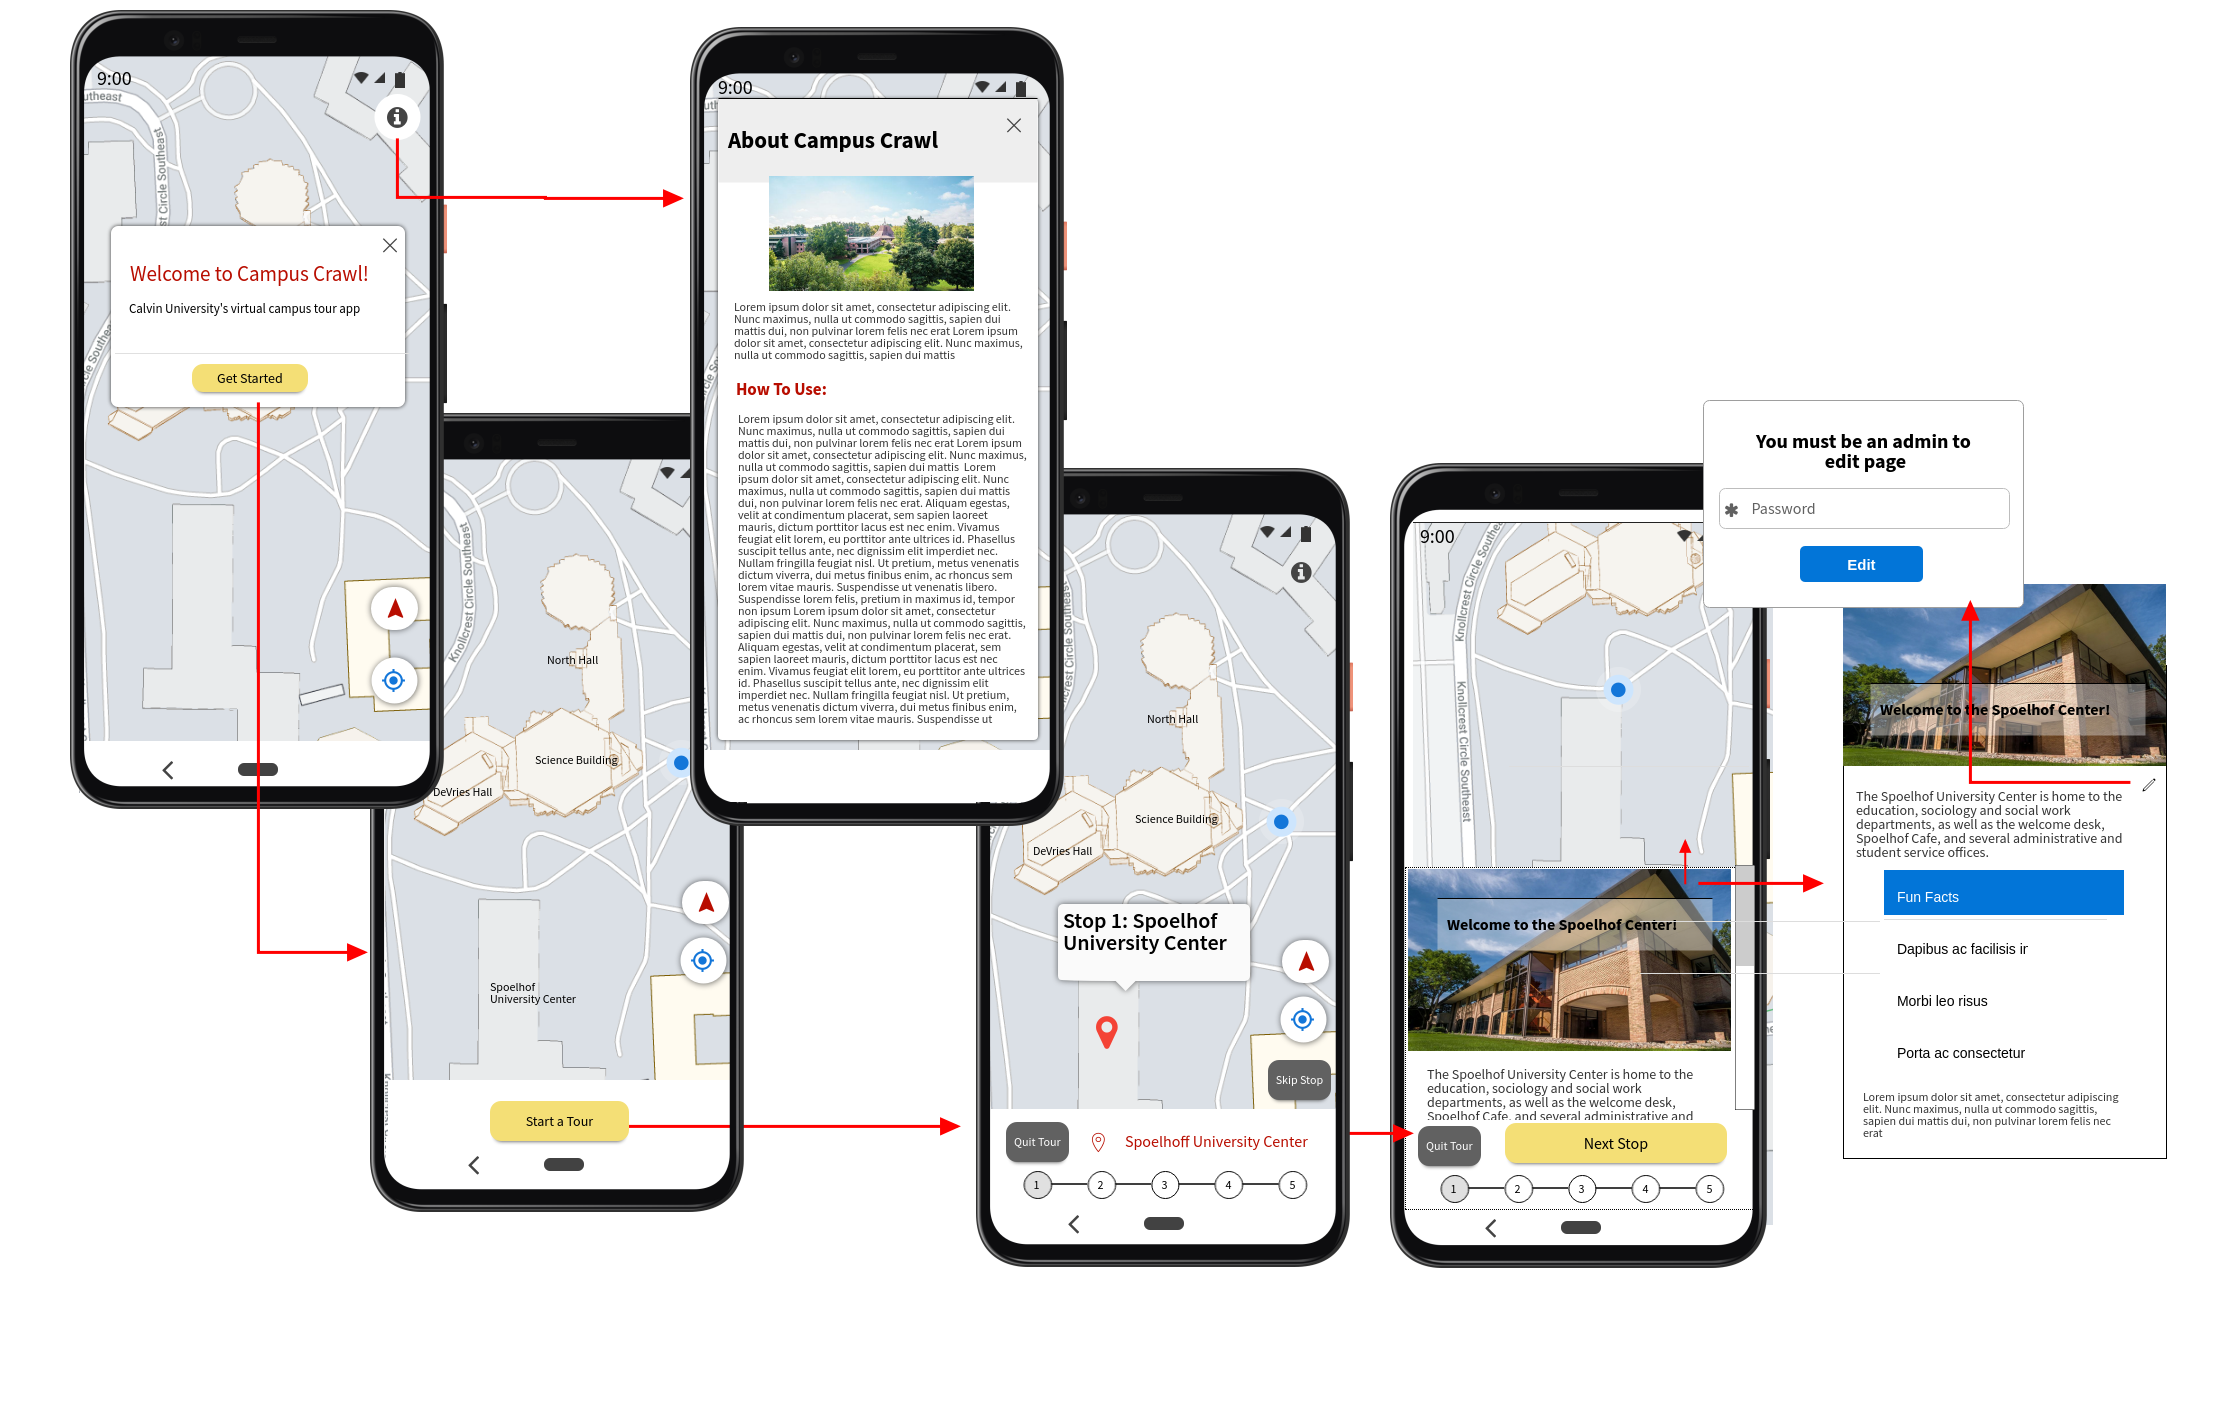 9:00
utheast
st Circle Southeast
Welcome to Campus Crawl!
Calvin University's virtual campus tour app
Get Started
Knollcrest Circle Southeast
North Hall
Science Building
DeVries Hall
Spoelhof
University Center
Start a Tour
9:00
About Campus Crawl
Lorem ipsum dolor sit amet, consectetur adipiscing elit.
Nunc maximus, nulla ut commodo sagittis, sapien dui
mattis dui, non pulvinar lorem felis nec erat Lorem ipsum
dolor sit amet, consectetur adipiscing elit. Nunc maximus,
nulla ut commodo sagittis, sapien dui mattis
How To Use:
Lorem ipsum dolor sit amet, consectetur adipiscing elit.
Nunc maximus, nulla ut commodo sagittis, sapien dui
mattis dui, non pulvinar lorem felis nec erat Lorem ipsum
dolor sit amet, consectetur adipiscing elit. Nunc maximus,
nulla ut commodo sagittis, sapien dui mattis Lorem
ipsum dolor sit amet, consectetur adipiscing elit. Nunc
maximus, nulla ut commodo sagittis, sapien dui mattis
dui, non pulvinar lorem felis nec erat. Aliquam egestas,
velit at condimentum placerat, sem sapien laoreet
mauris, dictum porttitor lacus est nec enim. Vivamus
feugiat elit lorem, eu porttitor ante ultrices id. Phasellus
suscipit tellus ante, nec dignissim elit imperdiet nec.
Nullam fringilla feugiat nisl. Ut pretium, metus venenatis
dictum viverra, dui metus finibus enim, ac rhoncus sem
lorem vitae mauris. Suspendisse ut venenatis libero.
Suspendisse lorem felis, pretium in maximus id, tempor
non ipsum Lorem ipsum dolor sit amet, consectetur
adipiscing elit. Nunc maximus, nulla ut commodo sagittis,
sapien dui mattis dui, non pulvinar lorem felis nec erat.
Aliquam egestas, velit at condimentum placerat, sem
sapien laoreet mauris, dictum porttitor lacus est nec
enim. Vivamus feugiat elit lorem, eu porttitor ante ultrices
id. Phasellus suscipit tellus ante, nec dignissim elit
imperdiet nec. Nullam fringilla feugiat nisl. Ut pretium,
metus venenatis dictum viverra, dui metus finibus enim,
ac rhoncus sem lorem vitae mauris. Suspendisse ut
crest Circle Southeast
North Hall
Science Building
DeVries Hall
Stop 1: Spoelhof
University Center
Skip Stop
Quit Tour
Spoelhoff University Center
1 2 3 4 5
9:00
Knollcrest Circle Southe
Knollcrest Circle Southeast
Welcome to the Spoelhof Center!
The Spoelhof University Center is home to the
education, sociology and social work
departments, as well as the welcome desk,
Spoelhof Cafe, and several administrative and
Quit Tour
Next Stop
1 2 3 4 5
You must be an admin to
edit page
Password
Edit
Welcome to the Spoelhof Center!
The Spoelhof University Center is home to the
education, sociology and social work
departments, as well as the welcome desk,
Spoelhof Cafe, and several administrative and
student service offices.
Fun Facts
Dapibus ac facilisis ir
Morbi leo risus
Porta ac consectetur
Lorem ipsum dolor sit amet, consectetur adipiscing
elit. Nunc maximus, nulla ut commodo sagittis,
sapien dui mattis dui, non pulvinar lorem felis nec
erat